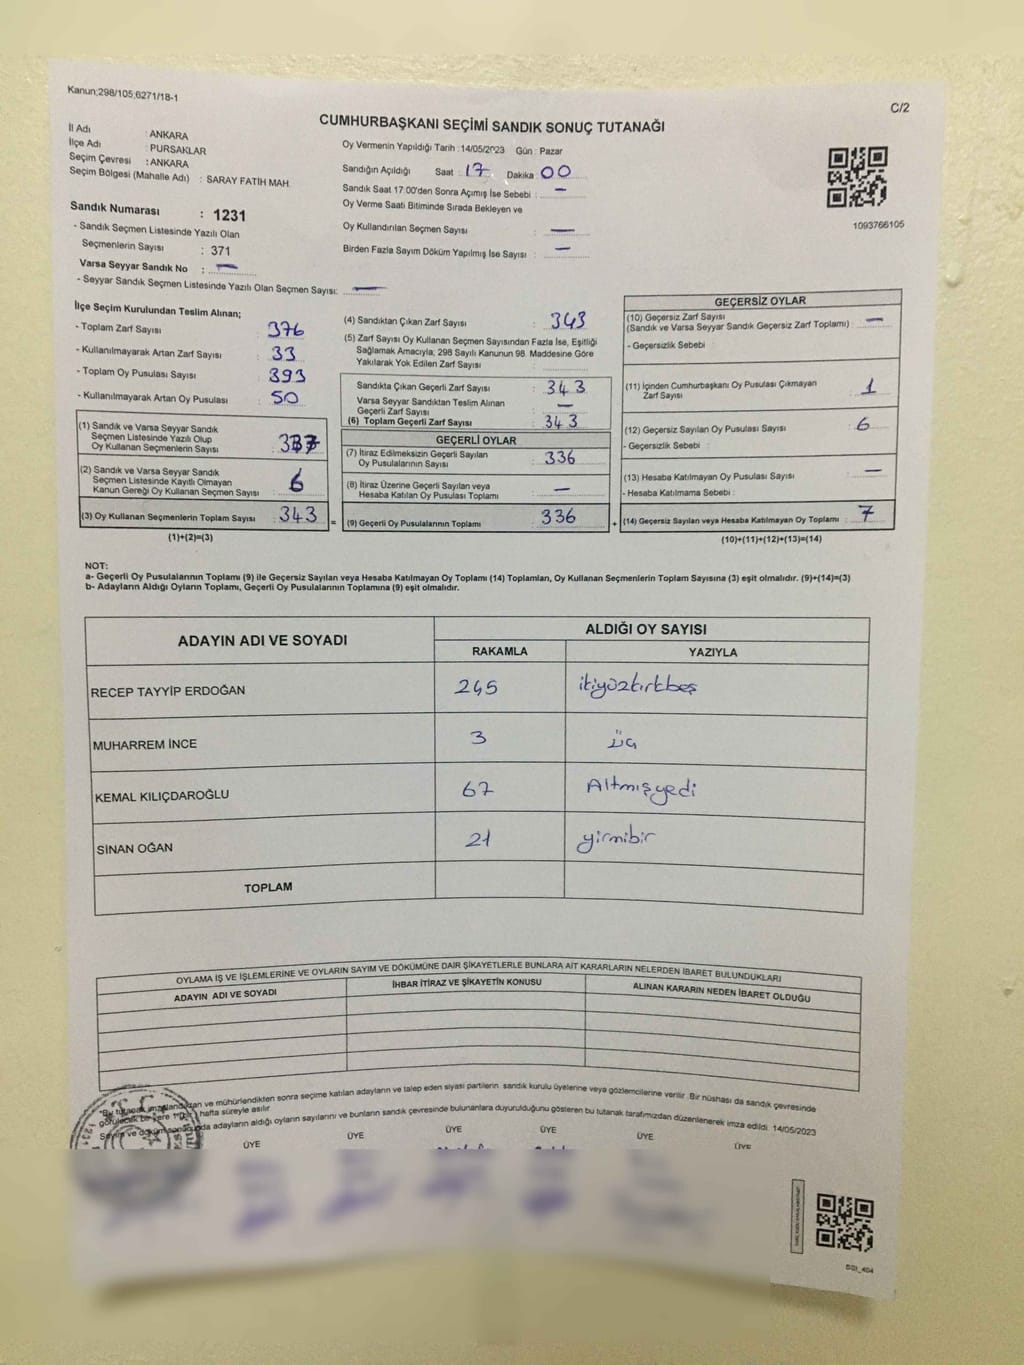 Kanun;298/105;6271/18-1
C/2
CUMHURBAŞKANI SEÇİMİ SANDIK SONUÇ TUTANAĞI
İl Adı : ANKARA
İlçe Adı : PURSAKLAR
Seçim Çevresi : ANKARA
Seçim Bölgesi (Mahalle Adı) : SARAY FATİH MAH.
Oy Vermenin Yapıldığı Tarih : 14/05/2023 Gün : Pazar
Sandığın Açıldığı Saat : 17 Dakika : 00
Sandık Saat 17:00'den Sonra Açımış İse Sebebi : —
Oy Verme Saati Bitiminde Sırada Bekleyen ve
Oy Kullandırılan Seçmen Sayısı : —
Birden Fazla Sayım Döküm Yapılmış İse Sayısı : —
1093766105
Sandık Numarası : 1231
- Sandık Seçmen Listesinde Yazılı Olan
Seçmenlerin Sayısı : 371
Varsa Seyyar Sandık No : —
- Seyyar Sandık Seçmen Listesinde Yazılı Olan Seçmen Sayısı: —
İlçe Seçim Kurulundan Teslim Alınan;
- Toplam Zarf Sayısı : 376
- Kullanılmayarak Artan Zarf Sayısı : 33
- Toplam Oy Pusulası Sayısı : 393
- Kullanılmayarak Artan Oy Pusulası : 50
(1) Sandık ve Varsa Seyyar Sandık
Seçmen Listesinde Yazılı Olup
Oy Kullanan Seçmenlerin Sayısı : 337
(2) Sandık ve Varsa Seyyar Sandık
Seçmen Listesinde Kayıtlı Olmayan
Kanun Gereği Oy Kullanan Seçmen Sayısı : 6
(3) Oy Kullanan Seçmenlerin Toplam Sayısı : 343
(1)+(2)=(3)
(4) Sandıktan Çıkan Zarf Sayısı : 343
(5) Zarf Sayısı Oy Kullanan Seçmen Sayısından Fazla İse, Eşitliği
Sağlamak Amacıyla; 298 Sayılı Kanunun 98. Maddesine Göre
Yakılarak Yok Edilen Zarf Sayısı :
Sandıkta Çıkan Geçerli Zarf Sayısı : 343
Varsa Seyyar Sandıktan Teslim Alınan
Geçerli Zarf Sayısı : —
(6) Toplam Geçerli Zarf Sayısı : 343
GEÇERLİ OYLAR
(7) İtiraz Edilmeksizin Geçerli Sayılan
Oy Pusulalarının Sayısı : 336
(8) İtiraz Üzerine Geçerli Sayılan veya
Hesaba Katılan Oy Pusulası Toplamı : —
= (9) Geçerli Oy Pusulalarının Toplamı : 336
GEÇERSİZ OYLAR
(10) Geçersiz Zarf Sayısı : —
(Sandık ve Varsa Seyyar Sandık Geçersiz Zarf Toplamı)
- Geçersizlik Sebebi :
(11) İçinden Cumhurbaşkanı Oy Pusulası Çıkmayan
Zarf Sayısı : 1
(12) Geçersiz Sayılan Oy Pusulası Sayısı : 6
- Geçersizlik Sebebi :
(13) Hesaba Katılmayan Oy Pusulası Sayısı : —
- Hesaba Katılmama Sebebi :
+ (14) Geçersiz Sayılan veya Hesaba Katılmayan Oy Toplamı : 7
(10)+(11)+(12)+(13)=(14)
NOT:
a- Geçerli Oy Pusulalarının Toplamı (9) ile Geçersiz Sayılan veya Hesaba Katılmayan Oy Toplamı (14) Toplamları, Oy Kullanan Seçmenlerin Toplam Sayısına (3) eşit olmalıdır. (9)+(14)=(3)
b- Adayların Aldığı Oyların Toplamı, Geçerli Oy Pusulalarının Toplamına (9) eşit olmalıdır.
ADAYIN ADI VE SOYADI
ALDIĞI OY SAYISI
RAKAMLA YAZIYLA
RECEP TAYYİP ERDOĞAN 245 ikiyüzkırkbeş
MUHARREM İNCE 3 üç
KEMAL KILIÇDAROĞLU 67 Altmışyedi
SİNAN OĞAN 21 yirmibir
TOPLAM
OYLAMA İŞ VE İŞLEMLERİNE VE OYLARIN SAYIM VE DÖKÜMÜNE DAİR ŞİKAYETLERLE BUNLARA AİT KARARLARIN NELERDEN İBARET BULUNDUKLARI
ADAYIN ADI VE SOYADI İHBAR İTİRAZ VE ŞİKAYETİN KONUSU ALINAN KARARIN NEDEN İBARET OLDUĞU
"Bu tutanak imzalandıktan ve mühürlendikten sonra seçime katılan adayların ve talep eden siyasi partilerin sandık kurulu üyelerine veya gözlemcilerine verilir. Bir nüshası da sandık çevresinde
görülecek bir yere 1 hafta süreyle asılır
Sayım ve döküm sonunda adayların aldığı oyların sayılarını ve bunların sandık çevresinde bulunanlara duyurulduğunu gösteren bu tutanak tarafımızdan düzenlenerek imza edildi. 14/05/2023
ÜYE ÜYE ÜYE ÜYE ÜYE ÜYE